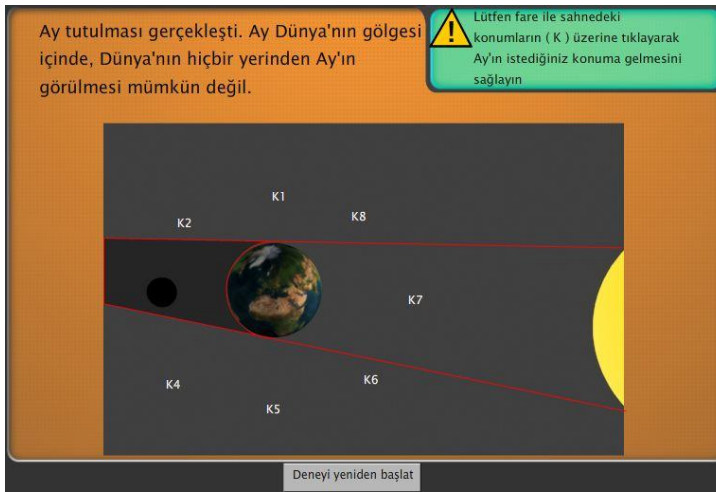 Ay tutulması gerçekleşti. Ay Dünya'nın gölgesi
içinde, Dünya'nın hiçbir yerinden Ay'ın
görülmesi mümkün değil.
Lütfen fare ile sahnedeki
konumların ( K ) üzerine tıklayarak
Ay'ın istediğiniz konuma gelmesini
sağlayın
K1
K2
K8
K7
K4
K6
K5
Deneyi yeniden başlat